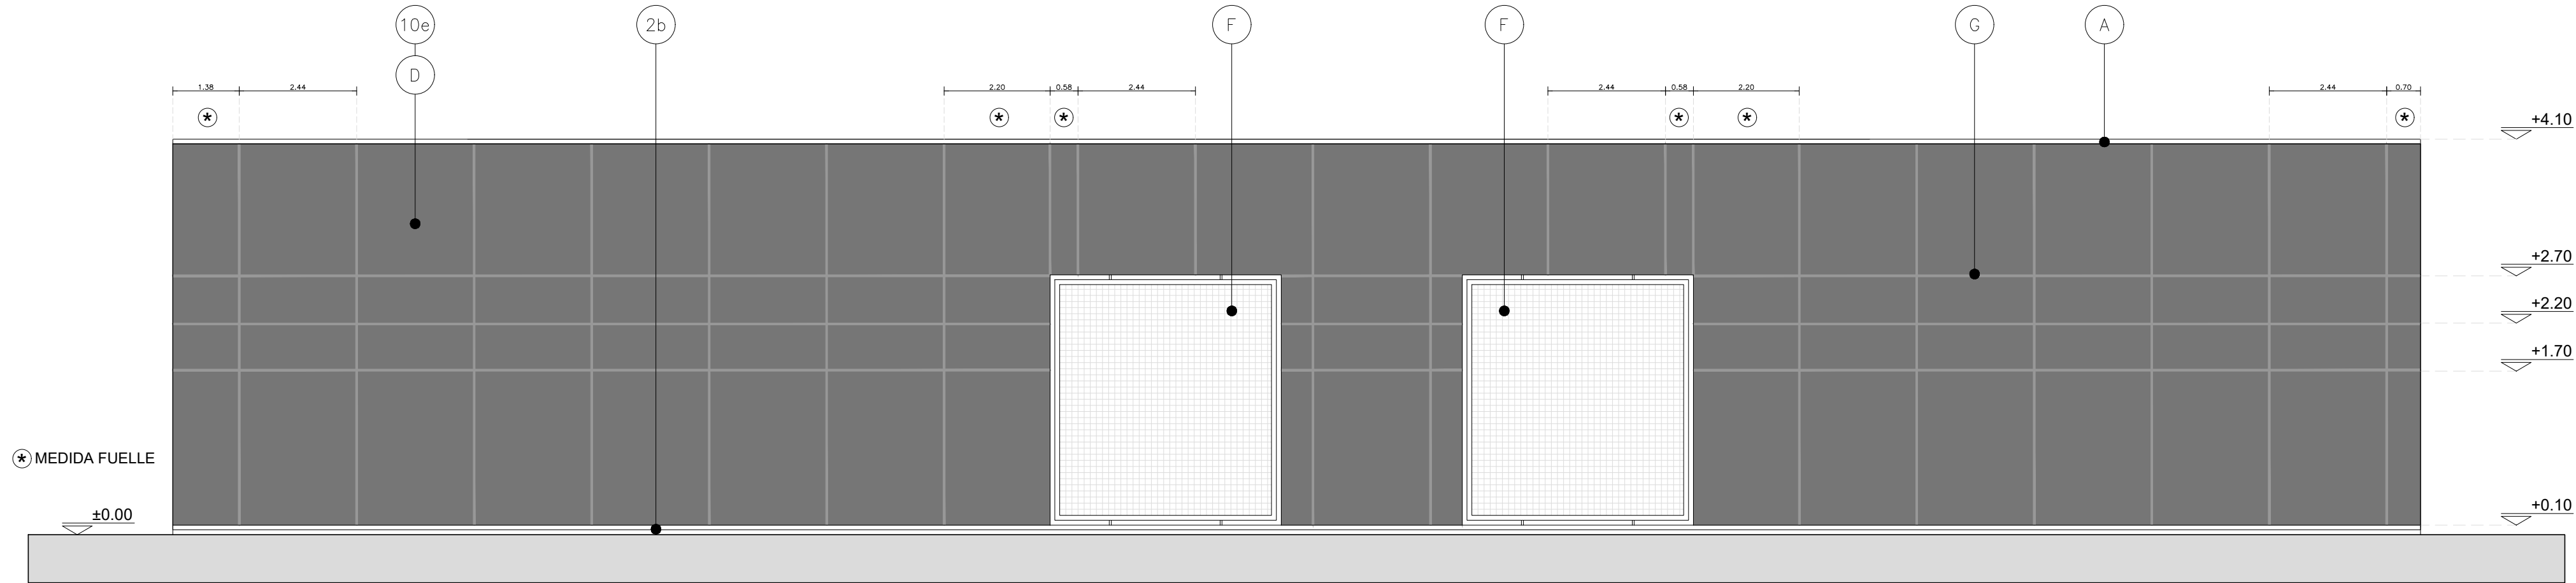 10e 2b F F G A
D
1.38 2.44 2.20 0.58 2.44 2.44 0.58 2.20 2.44 0.70
* * * * * *
+4.10
+2.70
+2.20
+1.70
* MEDIDA FUELLE
±0.00 +0.10